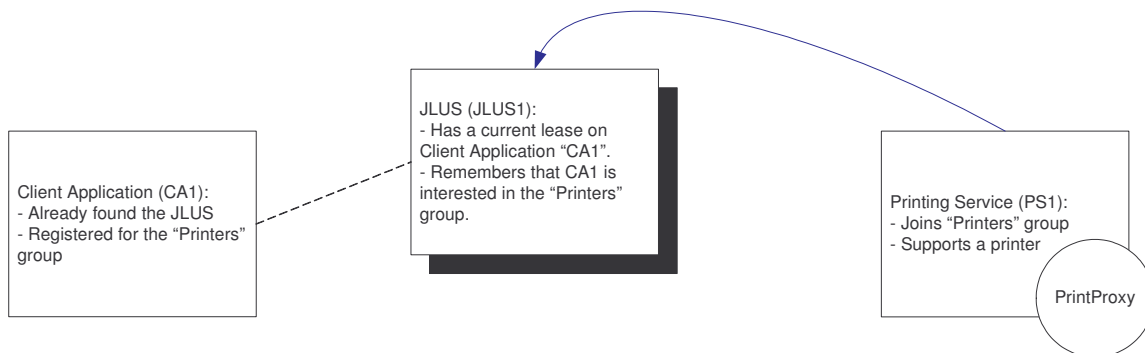 Client Application (CA1):
- Already found the JLUS
- Registered for the “Printers”
group
JLUS (JLUS1):
- Has a current lease on
Client Application “CA1”.
- Remembers that CA1 is
interested in the “Printers”
group.
Printing Service (PS1):
- Joins “Printers” group
- Supports a printer
PrintProxy